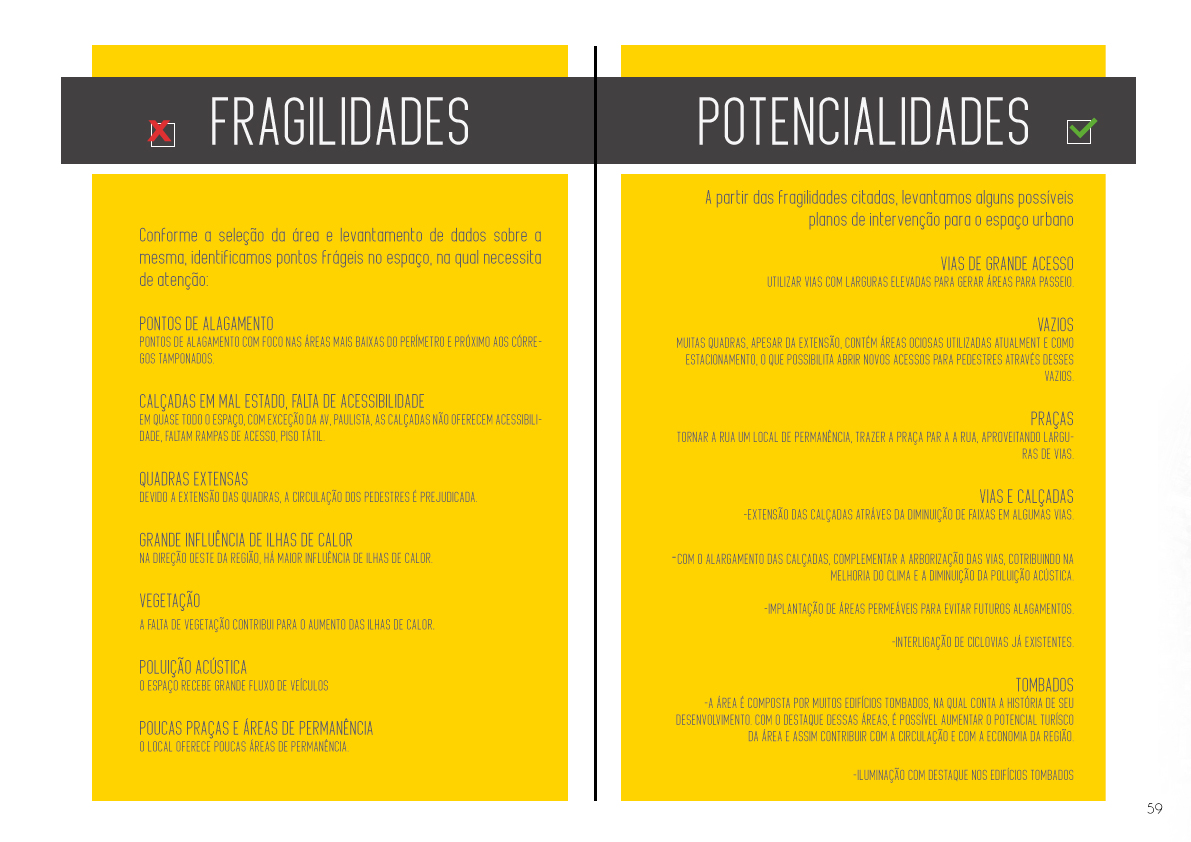 FRAGILIDADES
Conforme a seleção da área e levantamento de dados sobre a
mesma, identificamos pontos frágeis no espaço, na qual necessita
de atenção:
PONTOS DE ALAGAMENTO
PONTOS DE ALAGAMENTO COM FOCO NAS ÁREAS MAIS BAIXAS DO PERÍMETRO E PRÓXIMO AOS CÓRRE-
GOS TAMPONADOS.
CALÇADAS EM MAL ESTADO, FALTA DE ACESSIBILIDADE
EM QUASE TODO O ESPAÇO, COM EXCEÇÃO DA AV, PAULISTA, AS CALÇADAS NÃO OFERECEM ACESSIBILI-
DADE, FALTAM RAMPAS DE ACESSO, PISO TÁTIL.
QUADRAS EXTENSAS
DEVIDO A EXTENSÃO DAS QUADRAS, A CIRCULAÇÃO DOS PEDESTRES É PREJUDICADA.
GRANDE INFLUÊNCIA DE ILHAS DE CALOR
NA DIREÇÃO OESTE DA REGIÃO, HÁ MAIOR INFLUÊNCIA DE ILHAS DE CALOR.
VEGETAÇÃO
A FALTA DE VEGETAÇÃO CONTRIBUI PARA O AUMENTO DAS ILHAS DE CALOR.
POLUIÇÃO ACÚSTICA
O ESPAÇO RECEBE GRANDE FLUXO DE VEÍCULOS
POUCAS PRAÇAS E ÁREAS DE PERMANÊNCIA
O LOCAL OFERECE POUCAS ÁREAS DE PERMANÊNCIA.
POTENCIALIDADES
A partir das fragilidades citadas, levantamos alguns possíveis
planos de intervenção para o espaço urbano
VIAS DE GRANDE ACESSO
UTILIZAR VIAS COM LARGURAS ELEVADAS PARA GERAR ÁREAS PARA PASSEIO.
VAZIOS
MUITAS QUADRAS, APESAR DA EXTENSÃO, CONTÉM ÁREAS OCIOSAS UTILIZADAS ATUALMENT E COMO
ESTACIONAMENTO, O QUE POSSIBILITA ABRIR NOVOS ACESSOS PARA PEDESTRES ATRAVÉS DESSES
VAZIOS.
PRAÇAS
TORNAR A RUA UM LOCAL DE PERMANÊNCIA, TRAZER A PRAÇA PAR A A RUA, APROVEITANDO LARGU-
RAS DE VIAS.
VIAS E CALÇADAS
-EXTENSÃO DAS CALÇADAS ATRÁVES DA DIMINUIÇÃO DE FAIXAS EM ALGUMAS VIAS.
-COM O ALARGAMENTO DAS CALÇADAS, COMPLEMENTAR A ARBORIZAÇÃO DAS VIAS, COTRIBUINDO NA
MELHORIA DO CLIMA E A DIMINUIÇÃO DA POLUIÇÃO ACÚSTICA.
-IMPLANTAÇÃO DE ÁREAS PERMEÁVEIS PARA EVITAR FUTUROS ALAGAMENTOS.
-INTERLIGAÇÃO DE CICLOVIAS JÁ EXISTENTES.
TOMBADOS
-A ÁREA É COMPOSTA POR MUITOS EDIFÍCIOS TOMBADOS, NA QUAL CONTA A HISTÓRIA DE SEU
DESENVOLVIMENTO. COM O DESTAQUE DESSAS ÁREAS, É POSSÍVEL AUMENTAR O POTENCIAL TURÍSCO
DA ÁREA E ASSIM CONTRIBUIR COM A CIRCULAÇÃO E COM A ECONOMIA DA REGIÃO.
-ILUMINAÇÃO COM DESTAQUE NOS EDIFÍCIOS TOMBADOS
59